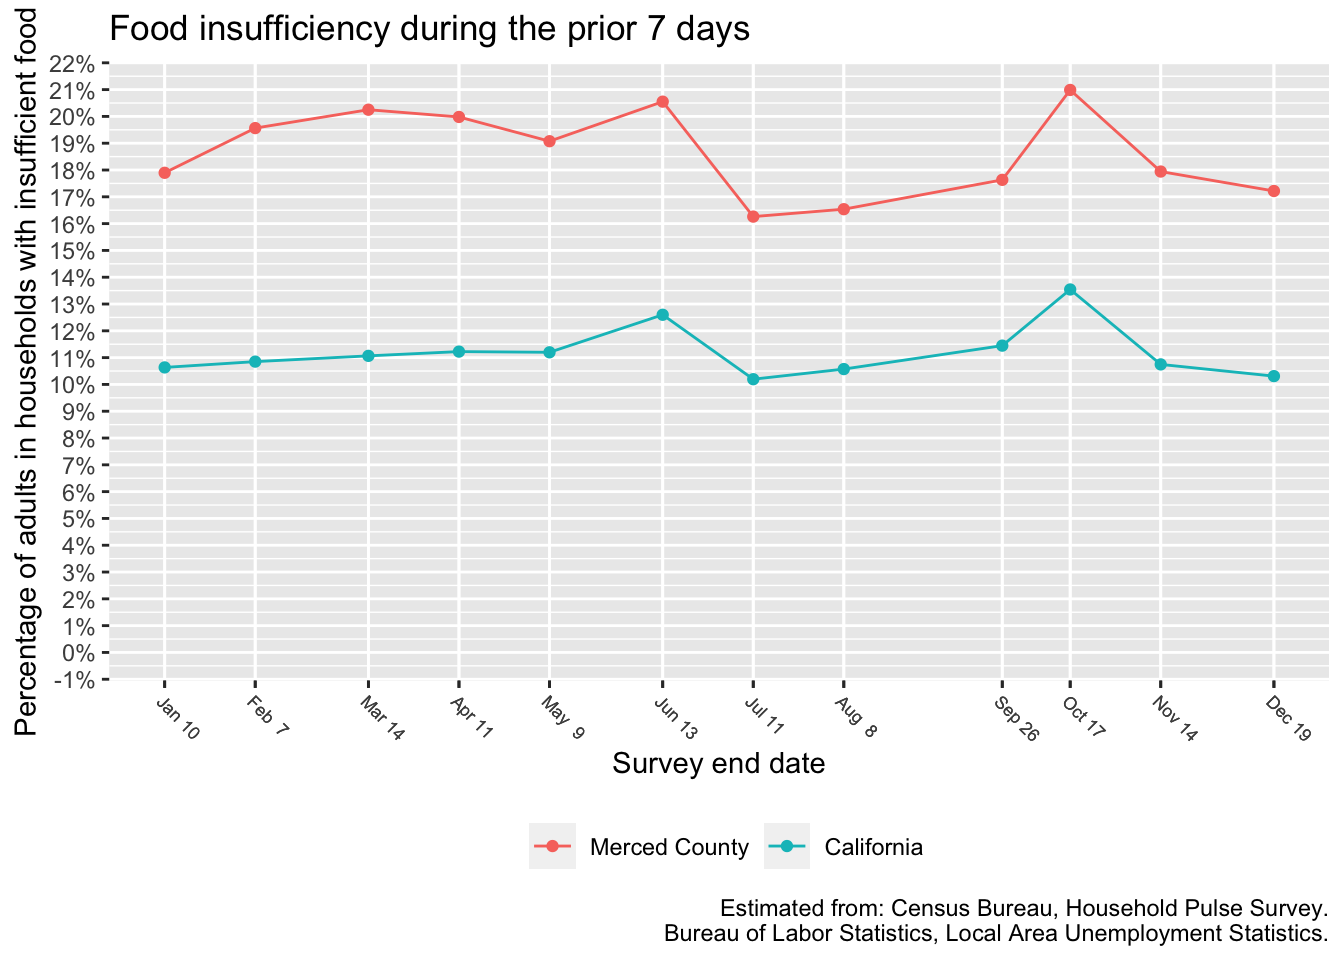 Food insufficiency during the prior 7 days
Percentage of adults in households with insufficient food
22%
21%
20%
19%
18%
17%
16%
15%
14%
13%
12%
11%
10%
9%
8%
7%
6%
5%
4%
3%
2%
1%
0%
-1%
Jan 10
Feb 7
Mar 14
Apr 11
May 9
Jun 13
Jul 11
Aug 8
Sep 26
Oct 17
Nov 14
Dec 19
Survey end date
Merced County
California
Estimated from: Census Bureau, Household Pulse Survey.
Bureau of Labor Statistics, Local Area Unemployment Statistics.